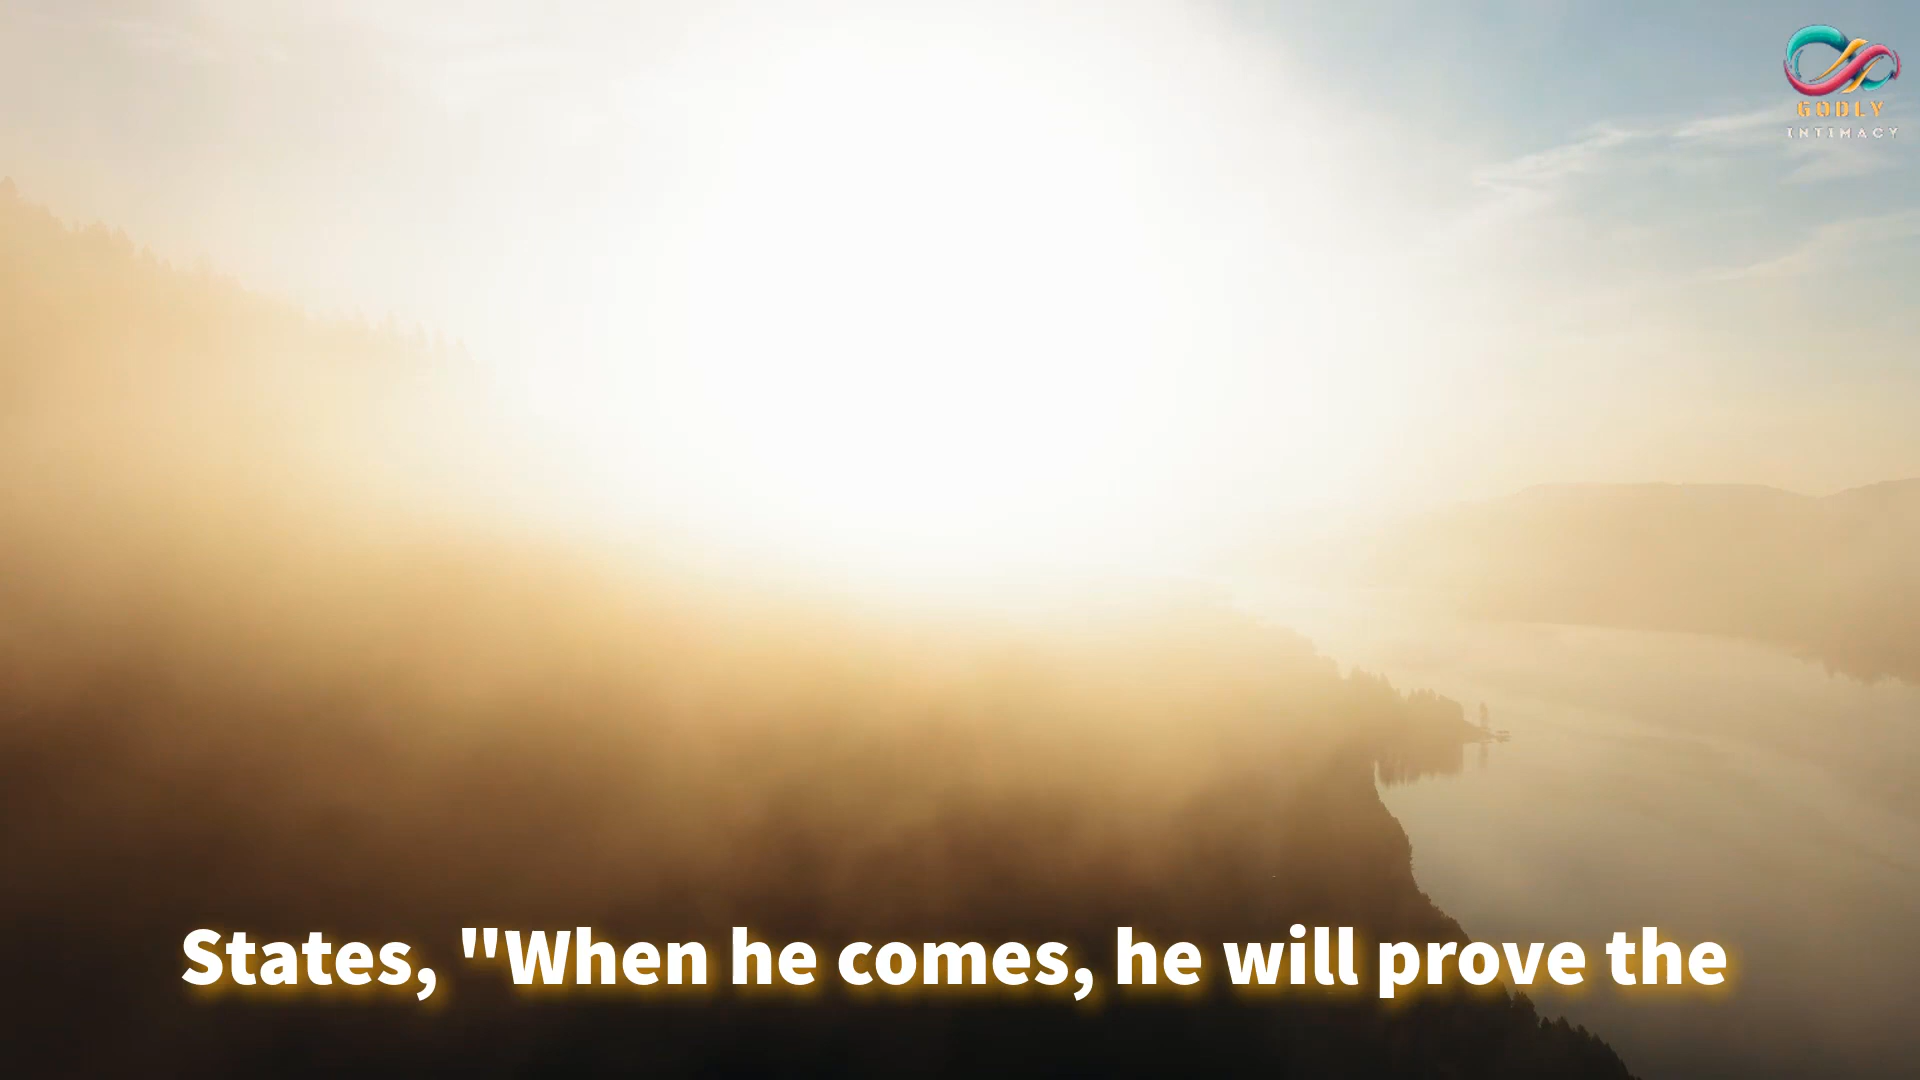 GODLY
INTIMACY
States, "When he comes, he will prove the